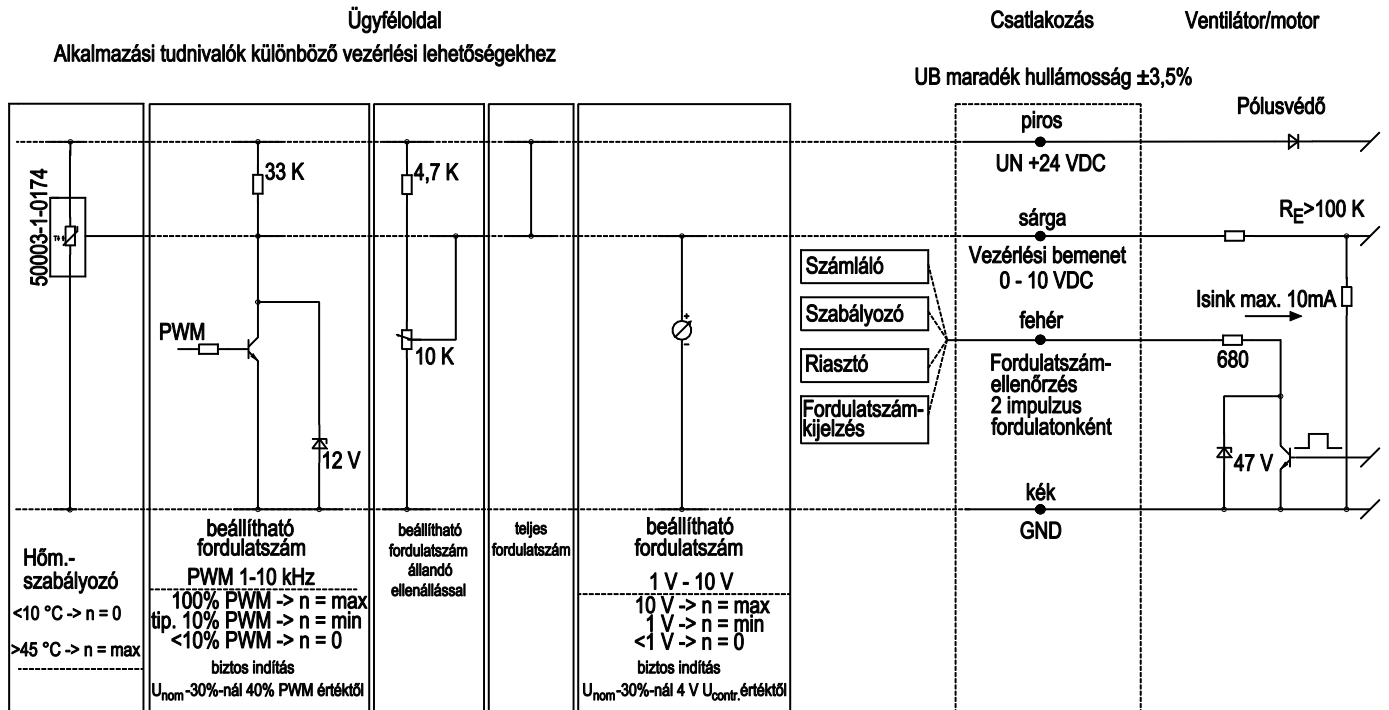 Ügyféloldal
Alkalmazási tudnivalók különböző vezérlési lehetőségekhez
Csatlakozás
Ventilátor/motor
UB maradék hullámosság ±3,5%
50003-1-0174
Hőm.-
szabályozó
<10 °C -> n = 0
>45 °C -> n = max
33 K
PWM
12 V
beállítható
fordulatszám
PWM 1-10 kHz
100% PWM -> n = max
tip. 10% PWM -> n = min
<10% PWM -> n = 0
biztos indítás
Unom-30%-nál 40% PWM értéktől
4,7 K
10 K
beállítható
fordulatszám
állandó
ellenállással
teljes
fordulatszám
+
-
beállítható
fordulatszám
1 V - 10 V
10 V -> n = max
1 V -> n = min
<1 V -> n = 0
biztos indítás
Unom-30%-nál 4 V Ucontr.értéktől
Számláló
Szabályozó
Riasztó
Fordulatszám-
kijelzés
piros
UN +24 VDC
sárga
Vezérlési bemenet
0 - 10 VDC
fehér
Fordulatszám-
ellenőrzés
2 impulzus
fordulatonként
kék
GND
Pólusvédő
RE>100 K
Isink max. 10mA
680
47 V